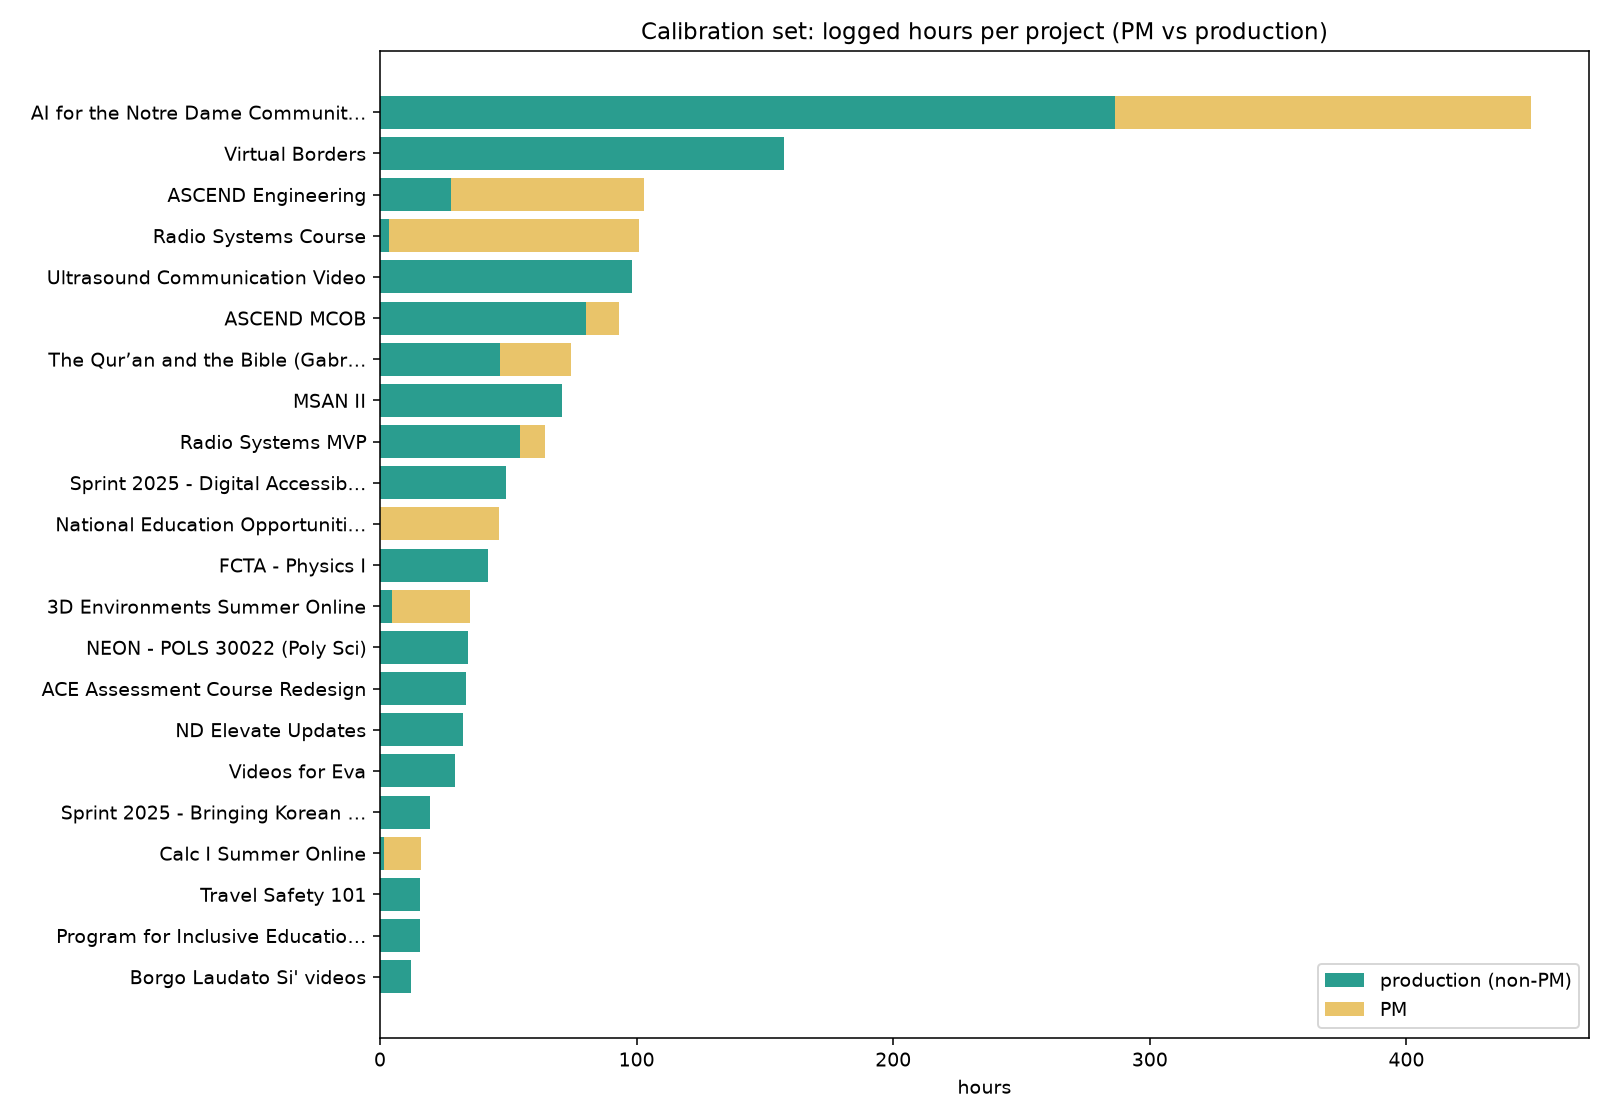 Calibration set: logged hours per project (PM vs production)
AI for the Notre Dame Communit…
Virtual Borders
ASCEND Engineering
Radio Systems Course
Ultrasound Communication Video
ASCEND MCOB
The Qur’an and the Bible (Gabr…
MSAN II
Radio Systems MVP
Sprint 2025 - Digital Accessib…
National Education Opportuniti…
FCTA - Physics I
3D Environments Summer Online
NEON - POLS 30022 (Poly Sci)
ACE Assessment Course Redesign
ND Elevate Updates
Videos for Eva
Sprint 2025 - Bringing Korean …
Calc I Summer Online
Travel Safety 101
Program for Inclusive Educatio…
Borgo Laudato Si' videos
production (non-PM)
PM
0 100 200 300 400
hours